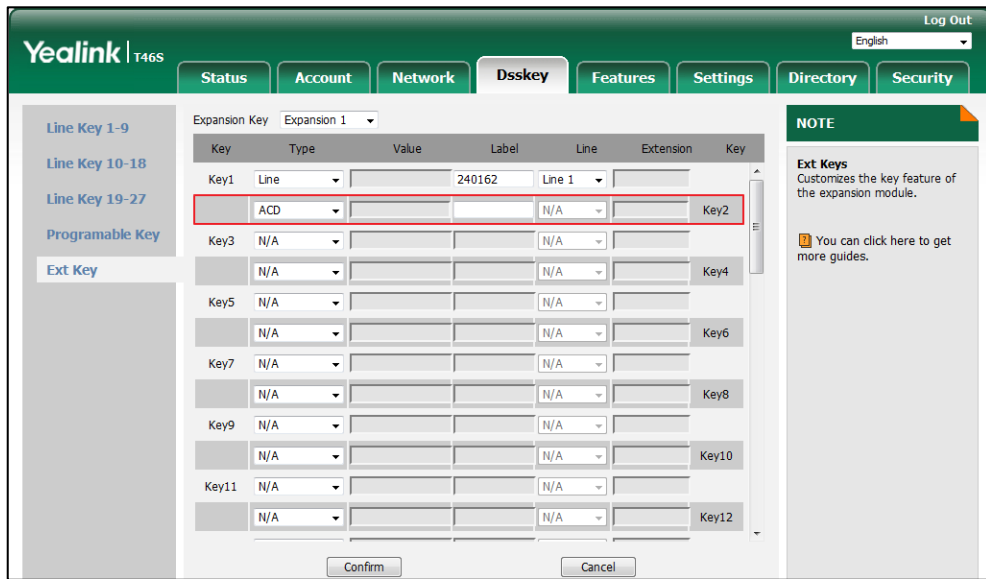 Log Out
Yealink T46S
English
Status Account Network Dsskey Features Settings Directory Security
Line Key 1-9
Line Key 10-18
Line Key 19-27
Programable Key
Ext Key
Expansion Key Expansion 1
Key Type Value Label Line Extension Key
Key1 Line 240162 Line 1
ACD N/A Key2
Key3 N/A N/A
N/A N/A Key4
Key5 N/A N/A
N/A N/A Key6
Key7 N/A N/A
N/A N/A Key8
Key9 N/A N/A
N/A N/A Key10
Key11 N/A N/A
N/A N/A Key12
Confirm Cancel
NOTE
Ext Keys
Customizes the key feature of
the expansion module.
You can click here to get
more guides.